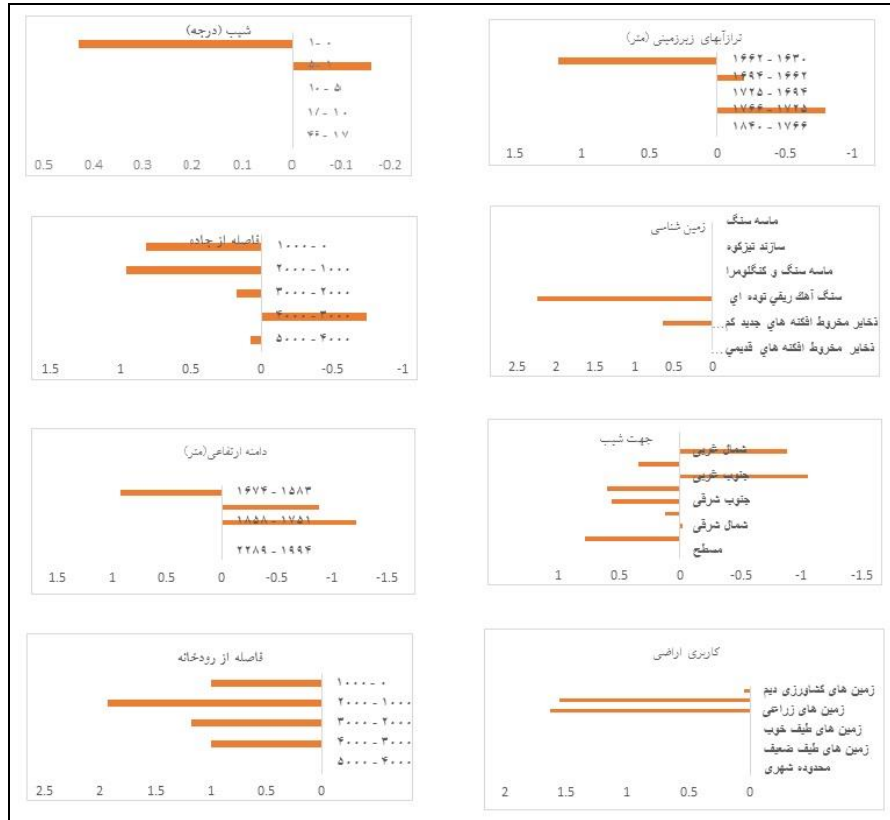 ترازآبهای زیرزمینی (متر)
۱۶۶۲ - ۱۶۳۰
۱۶۹۴ - ۱۶۶۲
۱۷۲۵ - ۱۶۹۴
۱۷۶۶ - ۱۷۲۵
۱۸۴۰ - ۱۷۶۶
1.5 1 0.5 0 -0.5 -1
شیب (درجه)
۱ - ۰
۵ - ۱
۱۰ - ۵
۱۷ - ۱۰
۴۶ - ۱۷
0.5 0.4 0.3 0.2 0.1 0 -0.1 -0.2
زمین شناسی
ماسه سنگ
سازند تیزکوه
ماسه سنگ و کنگلومرا
سنگ آهك ریفي توده اي
ذخایر مخروط افکنه هاي جدید کم...
ذخایر مخروط افکنه هاي قدیمي...
2.5 2 1.5 1 0.5 0
فاصله از جاده
۱۰۰۰ - ۰
۲۰۰۰ - ۱۰۰۰
۳۰۰۰ - ۲۰۰۰
۴۰۰۰ - ۳۰۰۰
۵۰۰۰ - ۴۰۰۰
1.5 1 0.5 0 -0.5 -1
جهت شیب
شمال غربی
جنوب غربی
جنوب شرقی
شمال شرقی
مسطح
1 0.5 0 -0.5 -1 -1.5
دامنه ارتفاعی(متر)
۱۶۷۴ - ۱۵۸۳
۱۸۵۸ - ۱۷۵۱
۲۲۸۹ - ۱۹۹۴
1.5 1 0.5 0 -0.5 -1 -1.5
کاربری اراضی
زمین های کشاورزی دیم
زمین های زراعی
زمین های طیف خوب
زمین های طیف ضعیف
محدوده شهری
2 1.5 1 0.5 0
فاصله از رودخانه
۱۰۰۰ - ۰
۲۰۰۰ - ۱۰۰۰
۳۰۰۰ - ۲۰۰۰
۴۰۰۰ - ۳۰۰۰
۵۰۰۰ - ۴۰۰۰
2.5 2 1.5 1 0.5 0